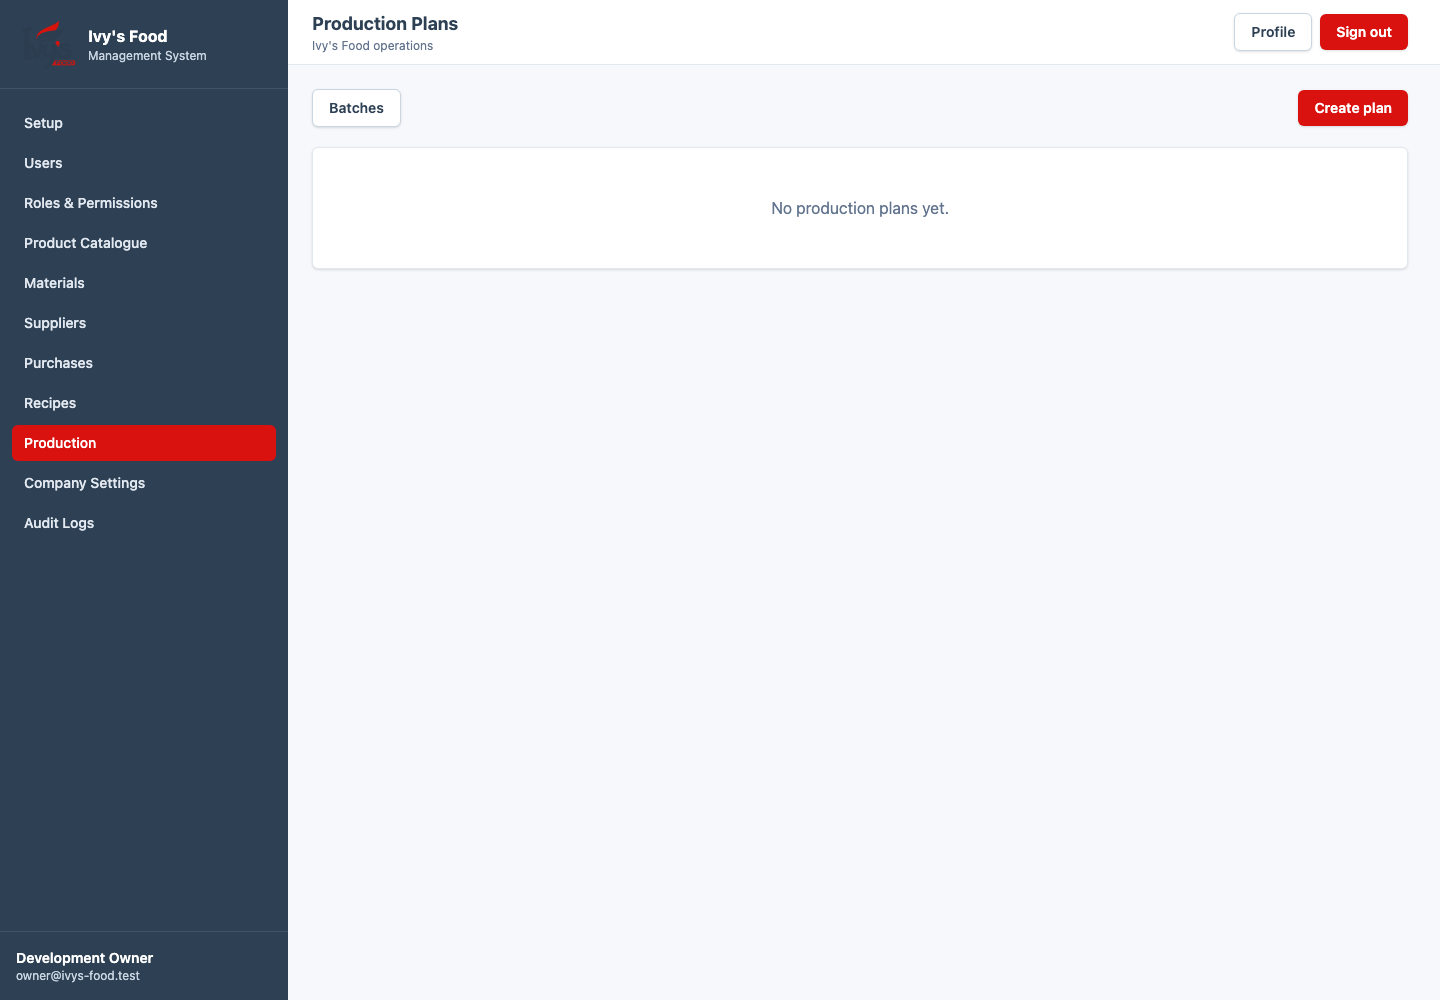 Ivy's Food
Management System
Setup
Users
Roles & Permissions
Product Catalogue
Materials
Suppliers
Purchases
Recipes
Production
Company Settings
Audit Logs
Development Owner
owner@ivys-food.test
Production Plans
Ivy's Food operations
Profile
Sign out
Batches
Create plan
No production plans yet.